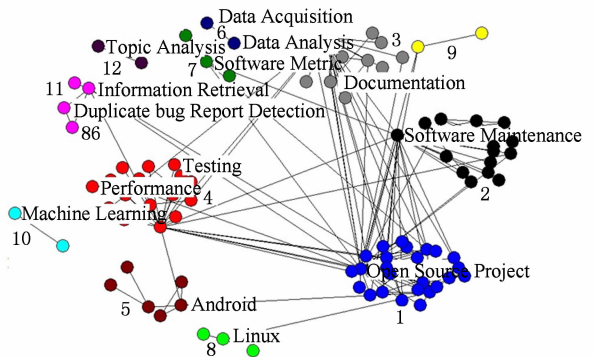 Data Acquisition
6
Data Analysis
3
9
Topic Analysis
12
7
Software Metric
11
Information Retrieval
Documentation
Duplicate bug Report Detection
86
Software Maintenance
Testing
Performance
4
2
Machine Learning
10
Open Source Project
5
Android
1
Linux
8